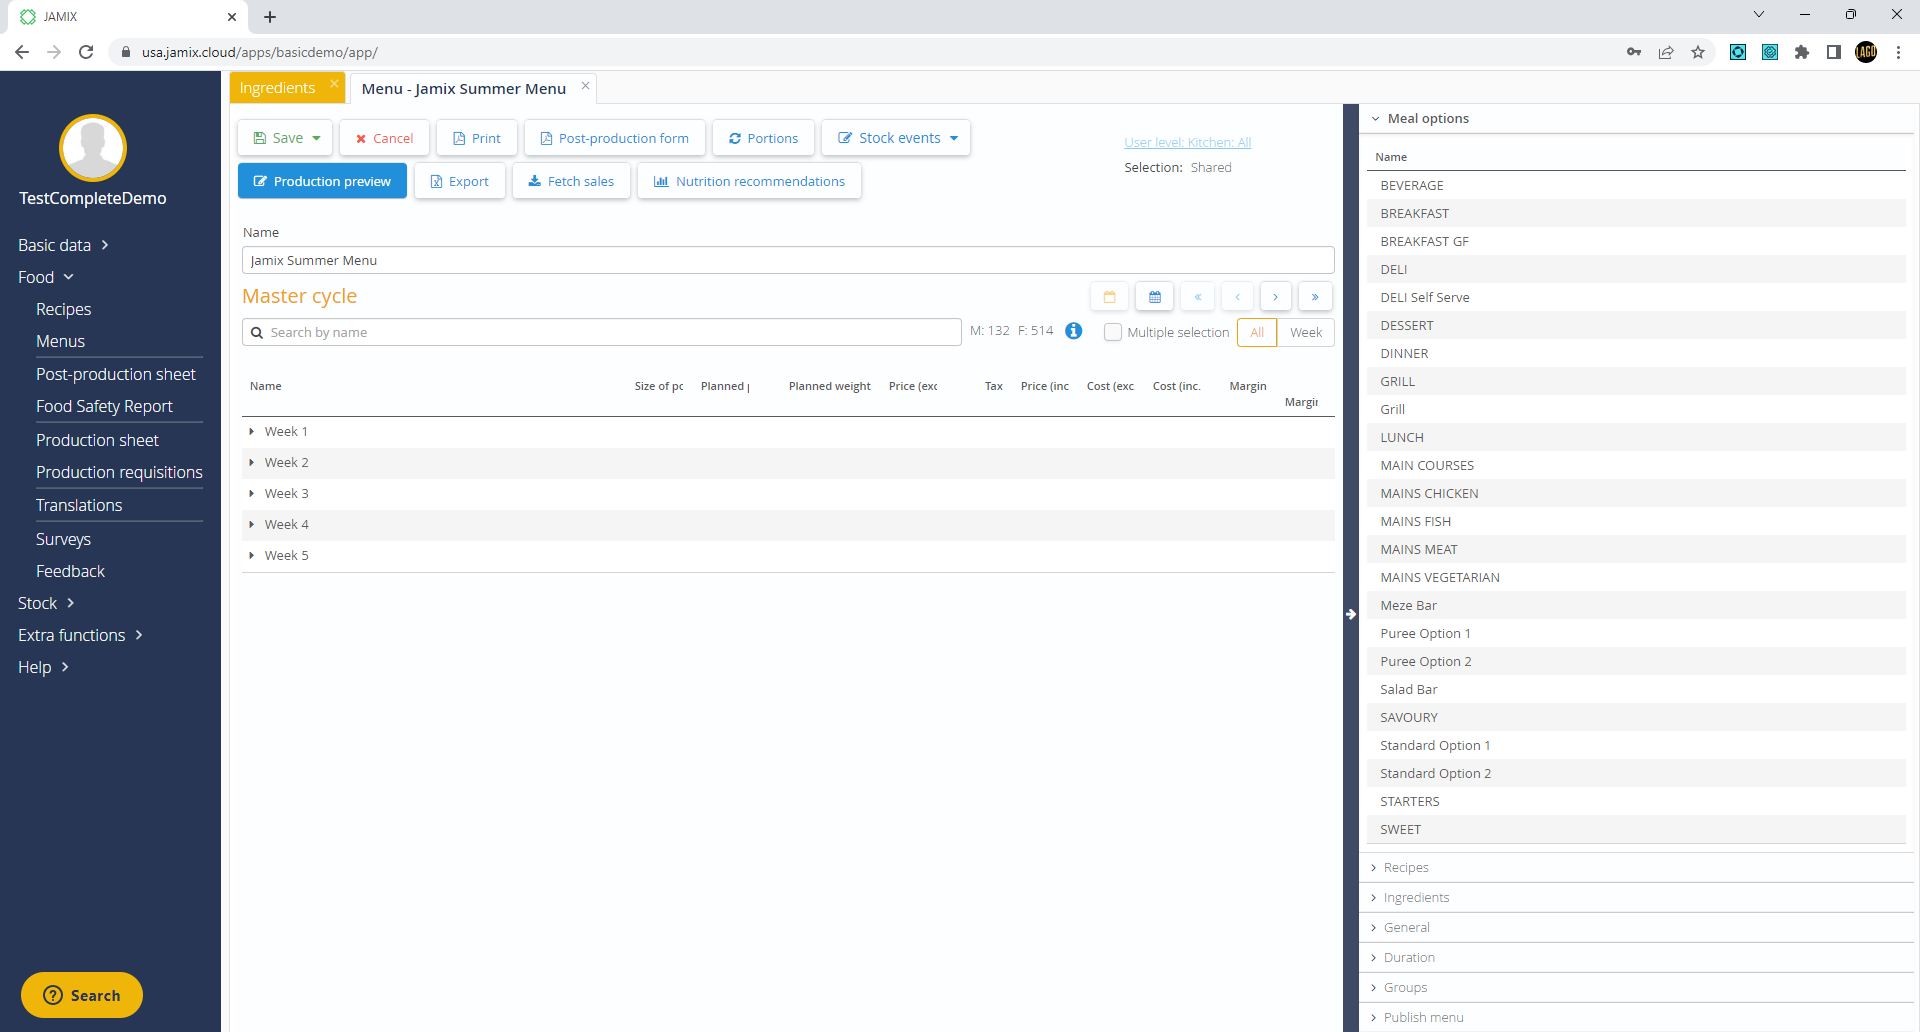 JAMIX
usa.jamix.cloud/apps/basicdemo/app/
LAGO
TestCompleteDemo
Basic data
Food
Recipes
Menus
Post-production sheet
Food Safety Report
Production sheet
Production requisitions
Translations
Surveys
Feedback
Stock
Extra functions
Help
Search
Ingredients
Menu - Jamix Summer Menu
Save
Cancel
Print
Post-production form
Portions
Stock events
Production preview
Export
Fetch sales
Nutrition recommendations
User level: Kitchen: All
Selection: Shared
Name
Jamix Summer Menu
Master cycle
Search by name
M: 132 F: 514
Multiple selection
All
Week
Name
Size of pc
Planned p
Planned weight
Price (exc
Tax
Price (inc
Cost (exc
Cost (inc.
Margin
Margin
Week 1
Week 2
Week 3
Week 4
Week 5
Meal options
Name
BEVERAGE
BREAKFAST
BREAKFAST GF
DELI
DELI Self Serve
DESSERT
DINNER
GRILL
Grill
LUNCH
MAIN COURSES
MAINS CHICKEN
MAINS FISH
MAINS MEAT
MAINS VEGETARIAN
Meze Bar
Puree Option 1
Puree Option 2
Salad Bar
SAVOURY
Standard Option 1
Standard Option 2
STARTERS
SWEET
Recipes
Ingredients
General
Duration
Groups
Publish menu